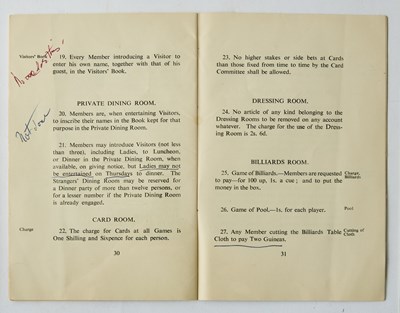 Visitors' Book
19. Every Member introducing a Visitor to
enter his own name, together with that of his
guest, in the Visitors' Book.
PRIVATE DINING ROOM.
20. Members are, when entertaining Visitors,
to inscribe their names in the Book kept for that
purpose in the Private Dining Room.
21. Members may introduce Visitors (not less
than three), including Ladies, to Luncheon,
or Dinner in the Private Dining Room, when
available, on giving notice, but Ladies may not
be entertained on Thursdays to dinner. The
Strangers' Dining Room may be reserved for
a Dinner party of more than twelve persons, or
for a lesser number if the Private Dining Room
is already engaged.
CARD ROOM.
Charge
22. The charge for Cards at all Games is
One Shilling and Sixpence for each person.
30
23. No higher stakes or side bets at Cards
than those fixed from time to time by the Card
Committee shall be allowed.
DRESSING ROOM.
24. No article of any kind belonging to the
Dressing Rooms to be removed on any account
whatever. The charge for the use of the Dress-
ing Room is 2s. 6d.
BILLIARDS ROOM.
25. Game of Billiards.—Members are requested
to pay—for 100 up, 1s. a cue; and to put the
money in the box.
Charge, Billiards
26. Game of Pool.—1s. for each player.
Pool
27. Any Member cutting the Billiards Table
Cloth to pay Two Guineas.
Cutting of Cloth
31